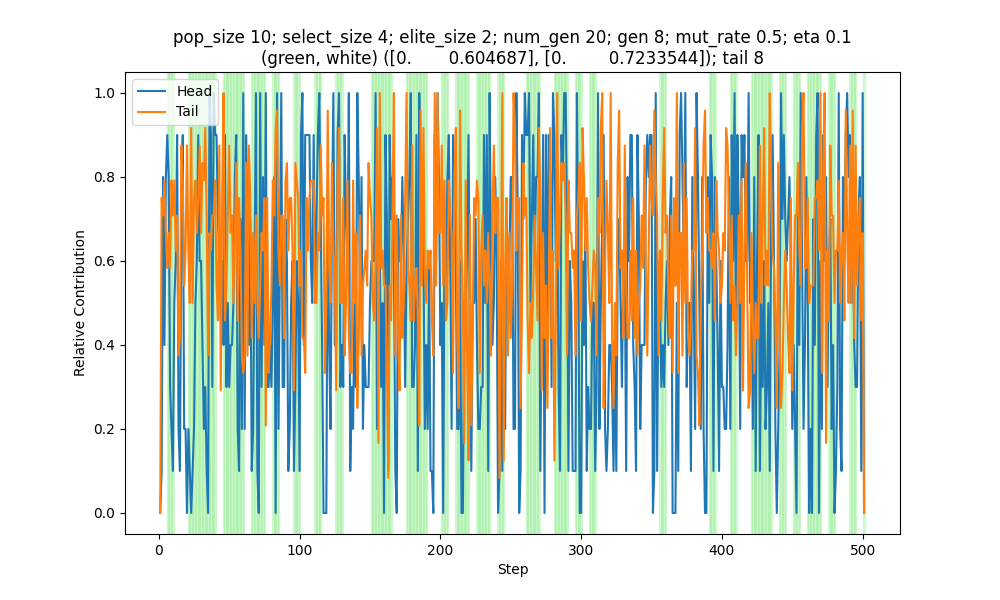 pop_size 10; select_size 4; elite_size 2; num_gen 20; gen 8; mut_rate 0.5; eta 0.1
(green, white) ([0. 0.604687], [0. 0.7233544]); tail 8
Head
Tail
1.0
0.8
0.6
0.4
0.2
0.0
Relative Contribution
0 100 200 300 400 500
Step